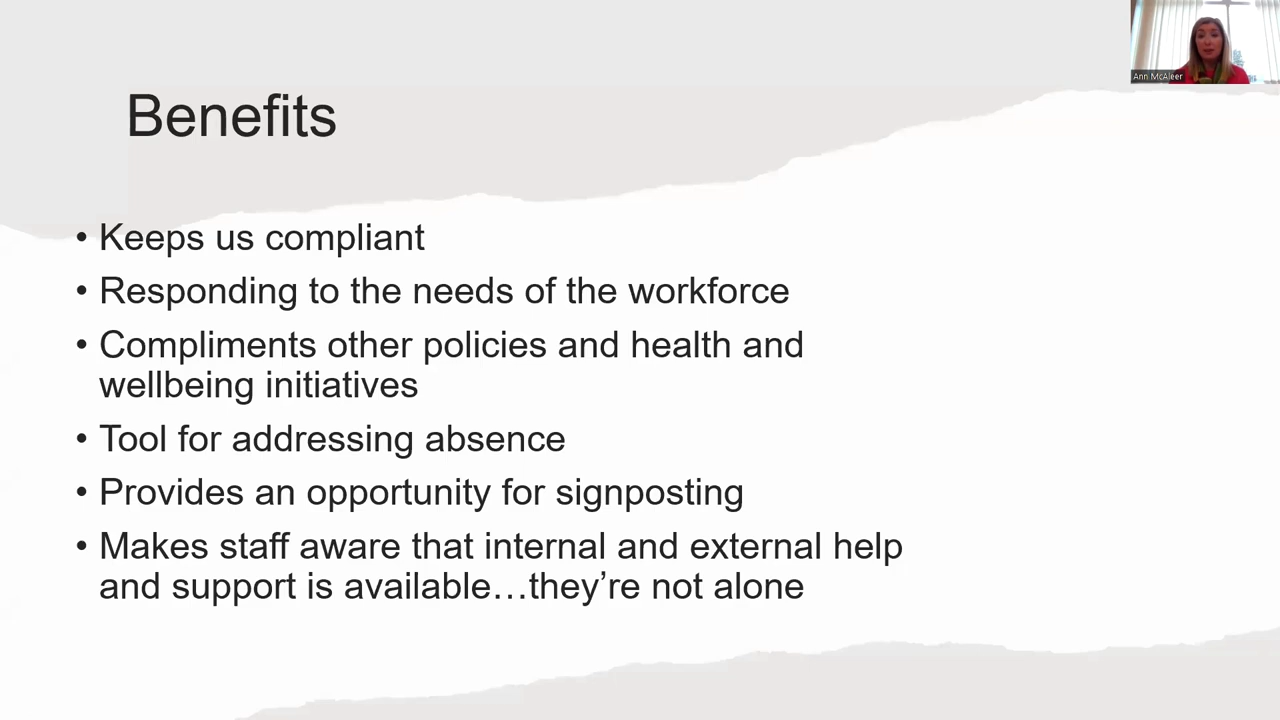 Ann McAleer
Benefits
• Keeps us compliant
• Responding to the needs of the workforce
• Compliments other policies and health and
wellbeing initiatives
• Tool for addressing absence
• Provides an opportunity for signposting
• Makes staff aware that internal and external help
and support is available…they’re not alone